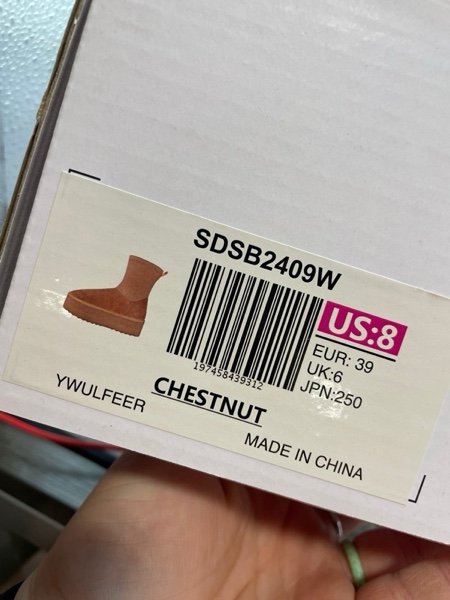 SDSB2409W
197458439312
US:8
EUR: 39
UK:6
JPN:250
YWULFEER
CHESTNUT
MADE IN CHINA